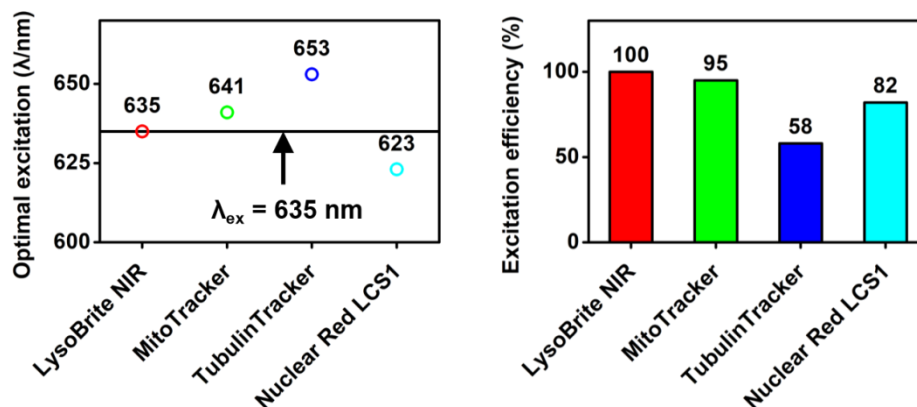 Optimal excitation (λ/nm)
650
625
600
635
641
653
623
λex = 635 nm
LysoBrite NIR
MitoTracker
TubulinTracker
Nuclear Red LCS1
Excitation efficiency (%)
100
50
0
100
95
58
82
LysoBrite NIR
MitoTracker
TubulinTracker
Nuclear Red LCS1